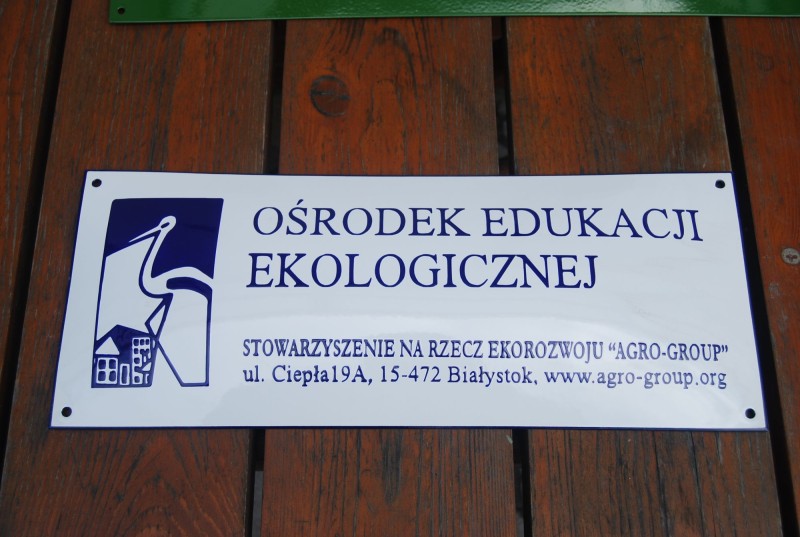 OŚRODEK EDUKACJI
EKOLOGICZNEJ
STOWARZYSZENIE NA RZECZ EKOROZWOJU “AGRO-GROUP”
ul. Ciepła19A, 15-472 Białystok, www.agro-group.org